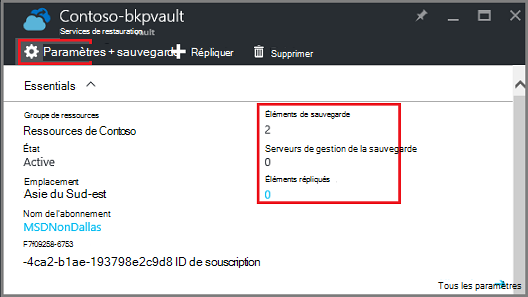 Contoso-bkpvault
Services de restauration vault
Paramètres + sauvegarde
Répliquer
Supprimer
Essentials
Groupe de ressources
Ressources de Contoso
État
Active
Emplacement
Asie du Sud-est
Nom de l'abonnement
MSDNonDallas
F7f09258-6753
-4ca2-b1ae-193798e2c9d8 ID de souscription
Éléments de sauvegarde
2
Serveurs de gestion de la sauvegarde
0
Éléments répliqués
0
Tous les paramètres